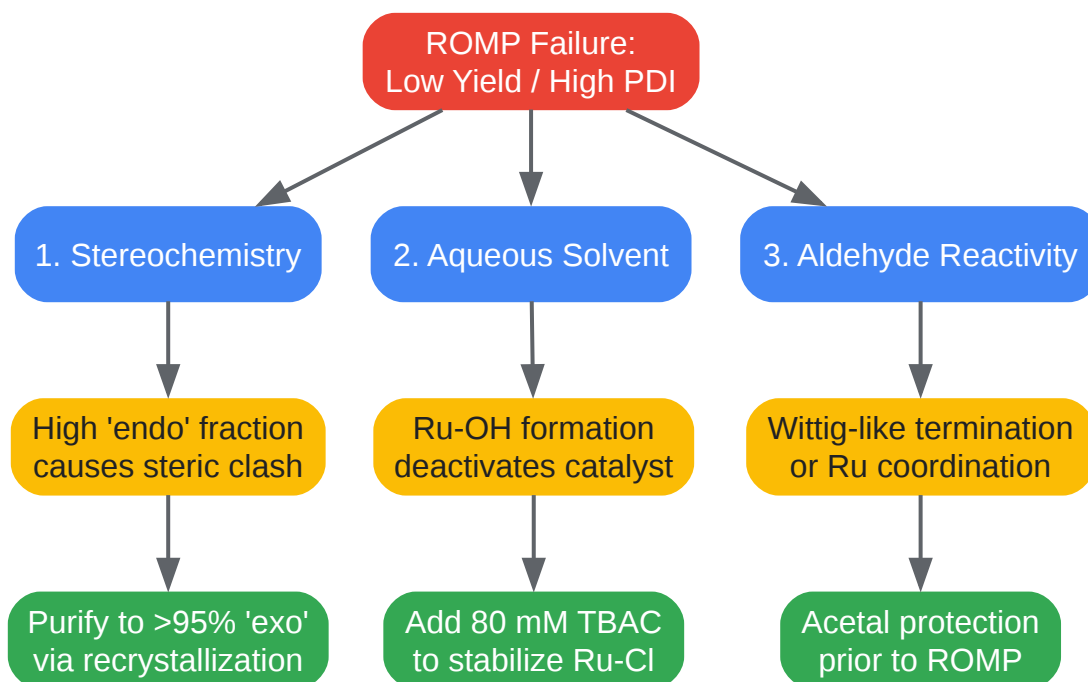 ROMP Failure:
Low Yield / High PDI
1. Stereochemistry
2. Aqueous Solvent
3. Aldehyde Reactivity
High 'endo' fraction
causes steric clash
Ru-OH formation
deactivates catalyst
Wittig-like termination
or Ru coordination
Purify to >95% 'exo'
via recrystallization
Add 80 mM TBAC
to stabilize Ru-Cl
Acetal protection
prior to ROMP